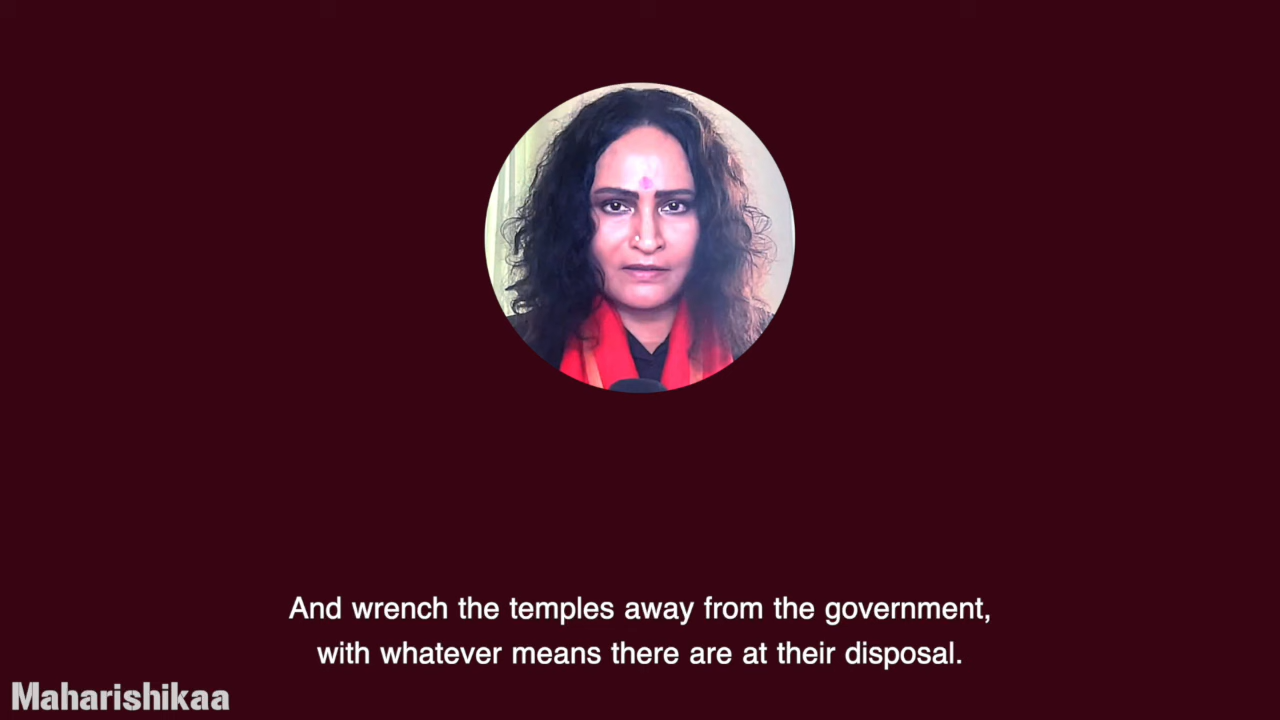 And wrench the temples away from the government,
with whatever means there are at their disposal.
Maharishikaa